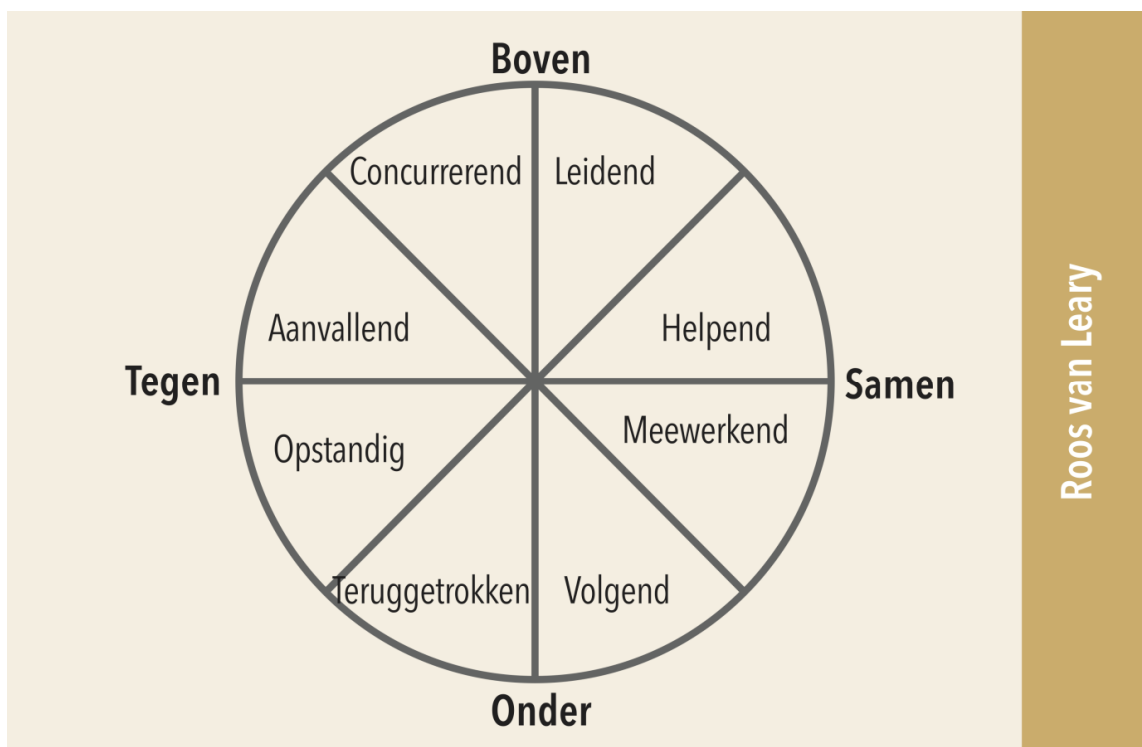 Boven
Concurrerend
Leidend
Aanvallend
Helpend
Tegen
Samen
Opstandig
Meewerkend
Teruggetrokken
Volgend
Onder
Roos van Leary